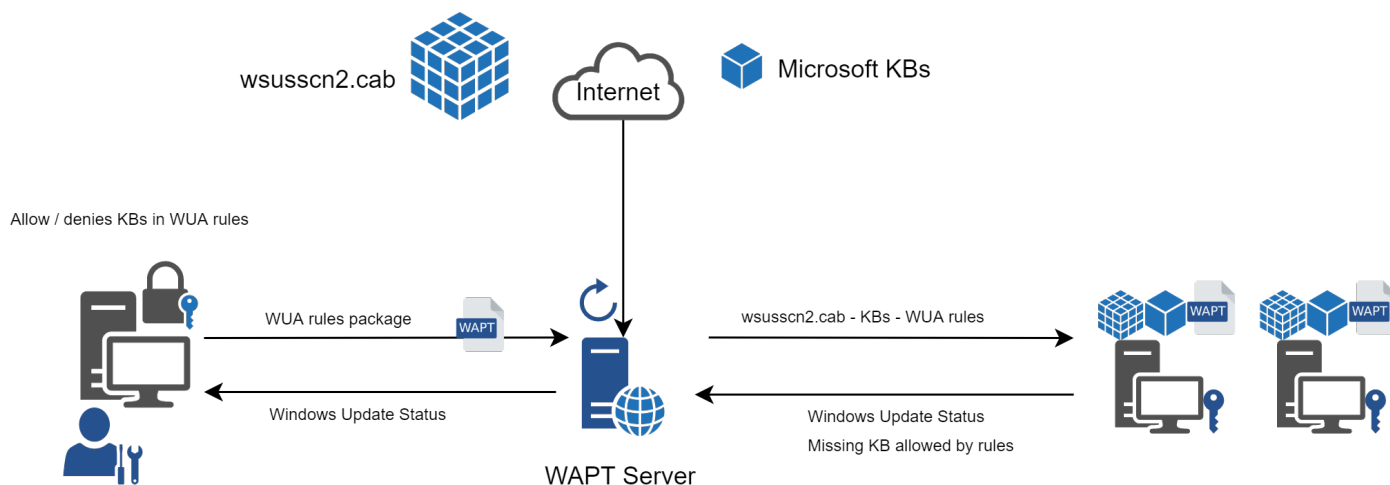 wsusscn2.cab
Internet
Microsoft KBs
Allow / denies KBs in WUA rules
WUA rules package
WAPT
wsusscn2.cab - KBs - WUA rules
WAPT
WAPT
Windows Update Status
Windows Update Status
Missing KB allowed by rules
WAPT Server